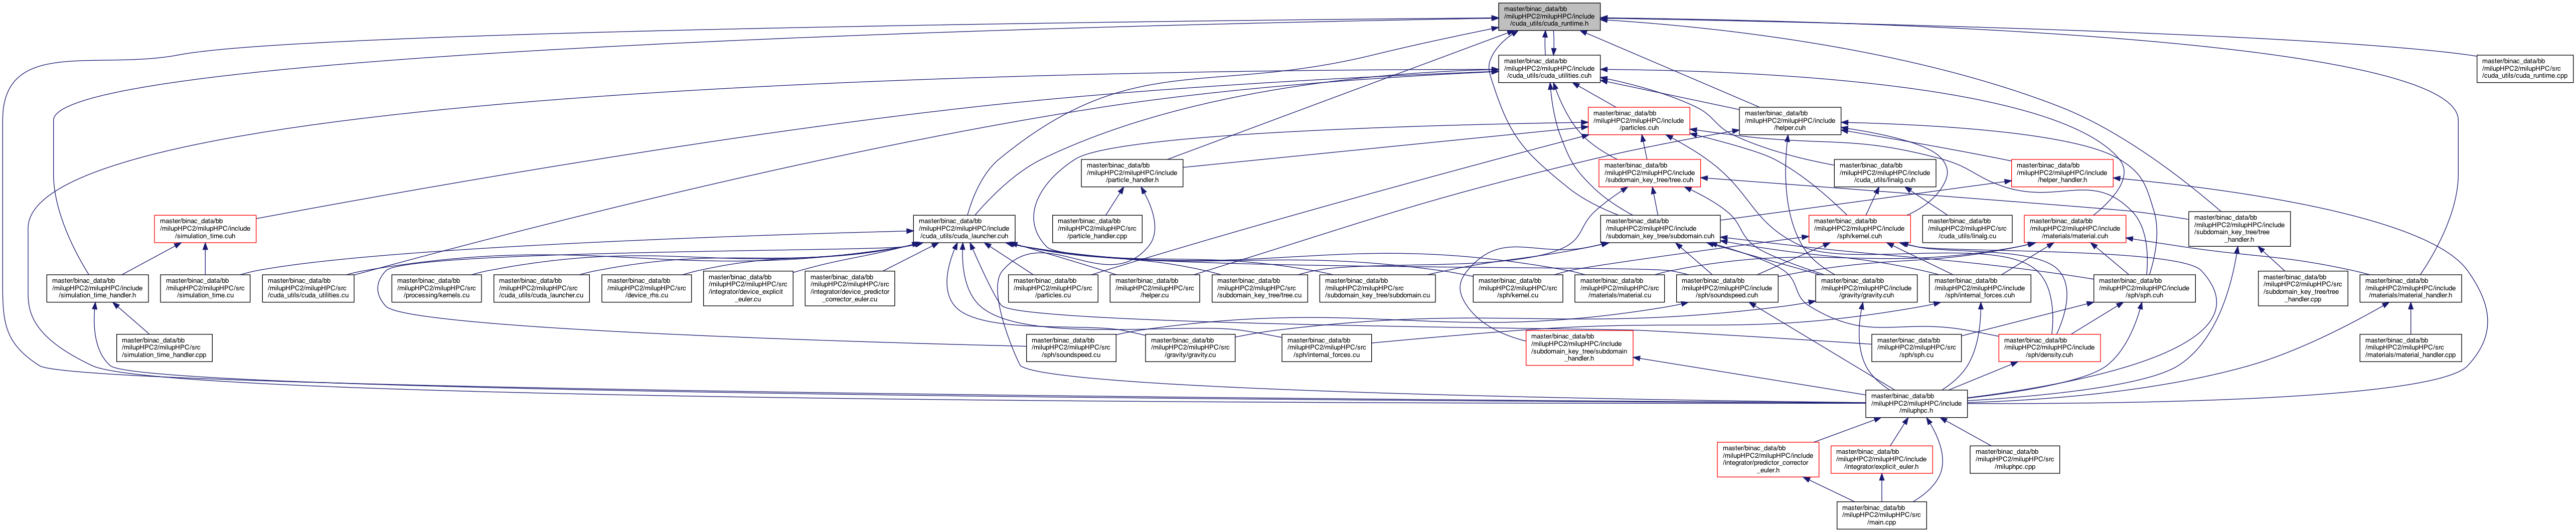 master/binac_data/bb
/milupHPC2/milupHPC/include
/cuda_utils/cuda_runtime.h
master/binac_data/bb
/milupHPC2/milupHPC/include
/cuda_utils/cuda_utilities.cuh
master/binac_data/bb
/milupHPC2/milupHPC/src
/cuda_utils/cuda_runtime.cpp
master/binac_data/bb
/milupHPC2/milupHPC/include
/particles.cuh
master/binac_data/bb
/milupHPC2/milupHPC/include
/helper.cuh
master/binac_data/bb
/milupHPC2/milupHPC/include
/particle_handler.h
master/binac_data/bb
/milupHPC2/milupHPC/include
/subdomain_key_tree/tree.cuh
master/binac_data/bb
/milupHPC2/milupHPC/include
/cuda_utils/linalg.cuh
master/binac_data/bb
/milupHPC2/milupHPC/include
/helper_handler.h
master/binac_data/bb
/milupHPC2/milupHPC/include
/simulation_time.cuh
master/binac_data/bb
/milupHPC2/milupHPC/include
/cuda_utils/cuda_launcher.cuh
master/binac_data/bb
/milupHPC2/milupHPC/src
/particle_handler.cpp
master/binac_data/bb
/milupHPC2/milupHPC/include
/subdomain_key_tree/subdomain.cuh
master/binac_data/bb
/milupHPC2/milupHPC/include
/sph/kernel.cuh
master/binac_data/bb
/milupHPC2/milupHPC/src
/cuda_utils/linalg.cu
master/binac_data/bb
/milupHPC2/milupHPC/include
/materials/material.cuh
master/binac_data/bb
/milupHPC2/milupHPC/include
/subdomain_key_tree/tree
_handler.h
master/binac_data/bb
/milupHPC2/milupHPC/include
/simulation_time_handler.h
master/binac_data/bb
/milupHPC2/milupHPC/src
/simulation_time.cu
master/binac_data/bb
/milupHPC2/milupHPC/src
/cuda_utils/cuda_utilities.cu
master/binac_data/bb
/milupHPC2/milupHPC/src
/processing/kernels.cu
master/binac_data/bb
/milupHPC2/milupHPC/src
/cuda_utils/cuda_launcher.cu
master/binac_data/bb
/milupHPC2/milupHPC/src
/device_rhs.cu
master/binac_data/bb
/milupHPC2/milupHPC/src
/integrator/device_explicit
_euler.cu
master/binac_data/bb
/milupHPC2/milupHPC/src
/integrator/device_predictor
_corrector_euler.cu
master/binac_data/bb
/milupHPC2/milupHPC/src
/particles.cu
master/binac_data/bb
/milupHPC2/milupHPC/src
/helper.cu
master/binac_data/bb
/milupHPC2/milupHPC/src
/subdomain_key_tree/tree.cu
master/binac_data/bb
/milupHPC2/milupHPC/src
/subdomain_key_tree/subdomain.cu
master/binac_data/bb
/milupHPC2/milupHPC/src
/sph/kernel.cu
master/binac_data/bb
/milupHPC2/milupHPC/src
/materials/material.cu
master/binac_data/bb
/milupHPC2/milupHPC/include
/sph/soundspeed.cuh
master/binac_data/bb
/milupHPC2/milupHPC/include
/gravity/gravity.cuh
master/binac_data/bb
/milupHPC2/milupHPC/include
/sph/internal_forces.cuh
master/binac_data/bb
/milupHPC2/milupHPC/include
/sph/sph.cuh
master/binac_data/bb
/milupHPC2/milupHPC/src
/subdomain_key_tree/tree
_handler.cpp
master/binac_data/bb
/milupHPC2/milupHPC/include
/materials/material_handler.h
master/binac_data/bb
/milupHPC2/milupHPC/src
/simulation_time_handler.cpp
master/binac_data/bb
/milupHPC2/milupHPC/src
/sph/soundspeed.cu
master/binac_data/bb
/milupHPC2/milupHPC/src
/gravity/gravity.cu
master/binac_data/bb
/milupHPC2/milupHPC/src
/sph/internal_forces.cu
master/binac_data/bb
/milupHPC2/milupHPC/include
/subdomain_key_tree/subdomain
_handler.h
master/binac_data/bb
/milupHPC2/milupHPC/src
/sph/sph.cu
master/binac_data/bb
/milupHPC2/milupHPC/include
/sph/density.cuh
master/binac_data/bb
/milupHPC2/milupHPC/src
/materials/material_handler.cpp
master/binac_data/bb
/milupHPC2/milupHPC/include
/miluphpc.h
master/binac_data/bb
/milupHPC2/milupHPC/include
/integrator/predictor_corrector
_euler.h
master/binac_data/bb
/milupHPC2/milupHPC/include
/integrator/explicit_euler.h
master/binac_data/bb
/milupHPC2/milupHPC/src
/miluphpc.cpp
master/binac_data/bb
/milupHPC2/milupHPC/src
/main.cpp